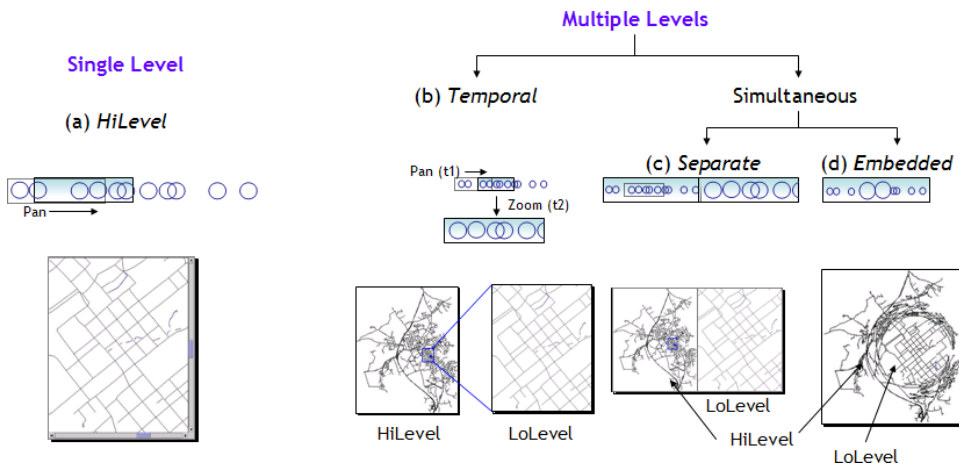 Multiple Levels
Single Level
(b) Temporal
Simultaneous
(a) HiLevel
(c) Separate
(d) Embedded
Pan (t1)
Zoom (t2)
Pan
LoLevel
HiLevel
LoLevel
HiLevel
LoLevel